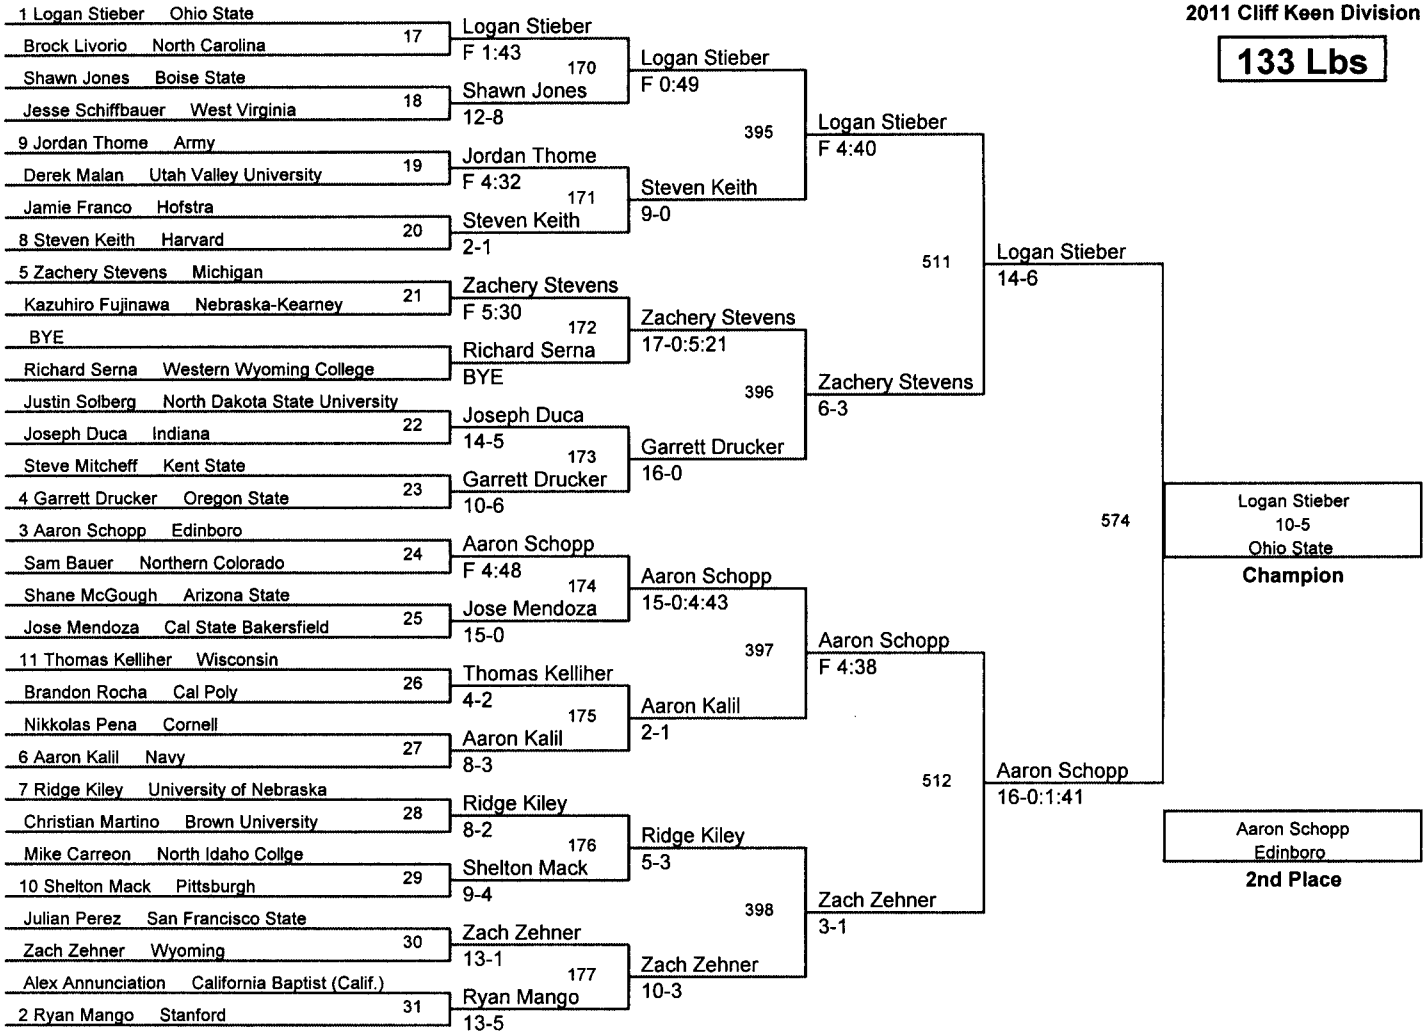 2011 Cliff Keen Division
133 Lbs
1 Logan Stieber Ohio State
17
Brock Livorio North Carolina
Shawn Jones Boise State
18
Jesse Schiffbauer West Virginia
9 Jordan Thome Army
19
Derek Malan Utah Valley University
Jamie Franco Hofstra
20
8 Steven Keith Harvard
5 Zachery Stevens Michigan
21
Kazuhiro Fujinawa Nebraska-Kearney
BYE
Richard Serna Western Wyoming College
Justin Solberg North Dakota State University
22
Joseph Duca Indiana
Steve Mitcheff Kent State
23
4 Garrett Drucker Oregon State
3 Aaron Schopp Edinboro
24
Sam Bauer Northern Colorado
Shane McGough Arizona State
25
Jose Mendoza Cal State Bakersfield
11 Thomas Kelliher Wisconsin
26
Brandon Rocha Cal Poly
Nikkolas Pena Cornell
27
6 Aaron Kalil Navy
7 Ridge Kiley University of Nebraska
28
Christian Martino Brown University
Mike Carreon North Idaho Collge
29
10 Shelton Mack Pittsburgh
Julian Perez San Francisco State
30
Zach Zehner Wyoming
Alex Annunciation California Baptist (Calif.)
31
2 Ryan Mango Stanford
Logan Stieber
F 1:43
170
Shawn Jones
12-8
Jordan Thome
F 4:32
171
Steven Keith
2-1
Zachery Stevens
F 5:30
172
Richard Serna
BYE
Joseph Duca
14-5
173
Garrett Drucker
10-6
Aaron Schopp
F 4:48
174
Jose Mendoza
15-0
Thomas Kelliher
4-2
175
Aaron Kalil
8-3
Ridge Kiley
8-2
176
Shelton Mack
9-4
Zach Zehner
13-1
177
Ryan Mango
13-5
Logan Stieber
F 0:49
395
Steven Keith
9-0
Zachery Stevens
17-0:5:21
396
Garrett Drucker
16-0
Aaron Schopp
15-0:4:43
397
Aaron Kalil
2-1
Ridge Kiley
5-3
398
Zach Zehner
10-3
Logan Stieber
F 4:40
511
Zachery Stevens
6-3
Aaron Schopp
F 4:38
512
Zach Zehner
3-1
Logan Stieber
14-6
574
Aaron Schopp
16-0:1:41
Logan Stieber
10-5
Ohio State
Champion
Aaron Schopp
Edinboro
2nd Place